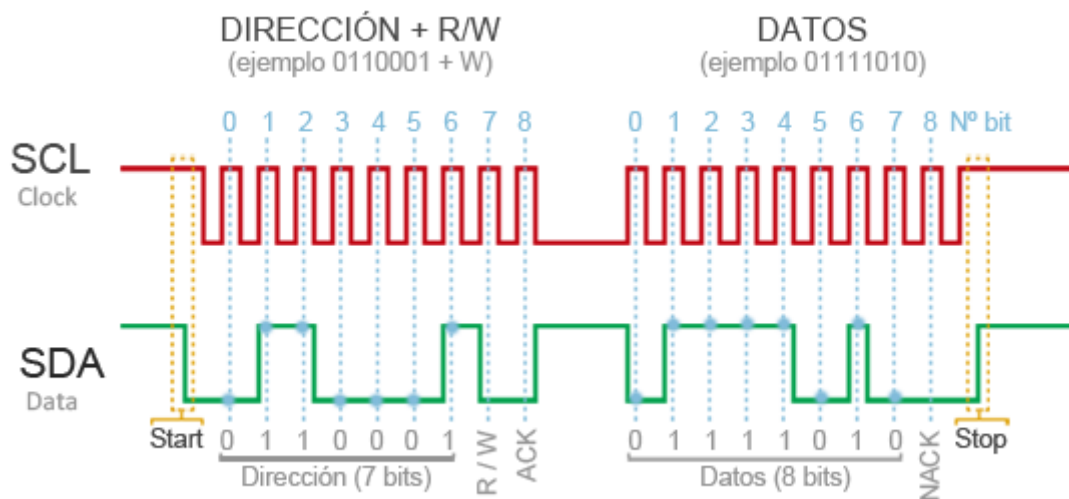 DIRECCIÓN + R/W
(ejemplo 0110001 + W)
DATOS
(ejemplo 01111010)
0 1 2 3 4 5 6 7 8
0 1 2 3 4 5 6 7 8 Nº bit
SCL
Clock
SDA
Data
Start
0 1 1 0 0 0 1
R / W
ACK
Dirección (7 bits)
0 1 1 1 1 0 1 0
NACK
Datos (8 bits)
Stop